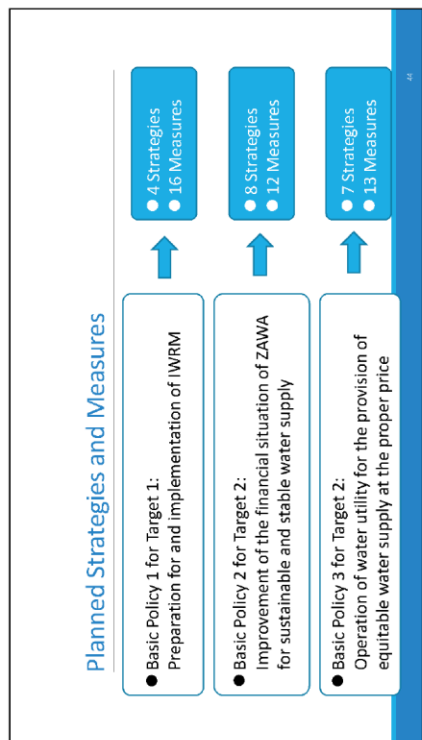 Planned Strategies and Measures
● Basic Policy 1 for Target 1:
Preparation for and implementation of IWRM
● 4 Strategies
● 16 Measures
● Basic Policy 2 for Target 2:
Improvement of the financial situation of ZAWA
for sustainable and stable water supply
● 8 Strategies
● 12 Measures
● Basic Policy 3 for Target 2:
Operation of water utility for the provision of
equitable water supply at the proper price
● 7 Strategies
● 13 Measures
44